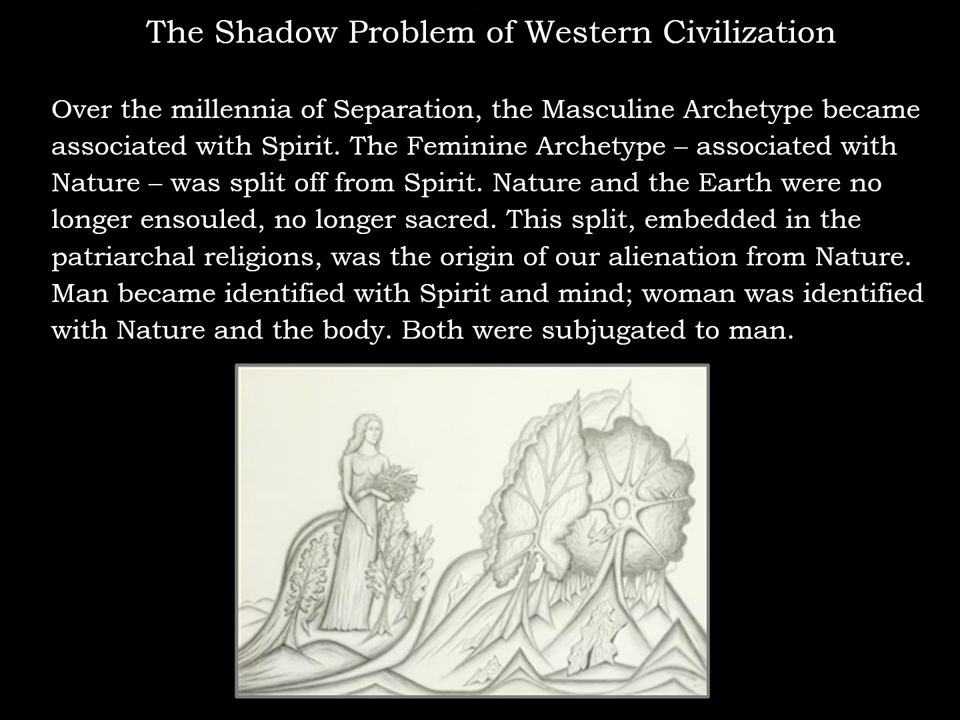 The Shadow Problem of Western Civilization
Over the millennia of Separation, the Masculine Archetype became
associated with Spirit. The Feminine Archetype – associated with
Nature – was split off from Spirit. Nature and the Earth were no
longer ensouled, no longer sacred. This split, embedded in the
patriarchal religions, was the origin of our alienation from Nature.
Man became identified with Spirit and mind; woman was identified
with Nature and the body. Both were subjugated to man.